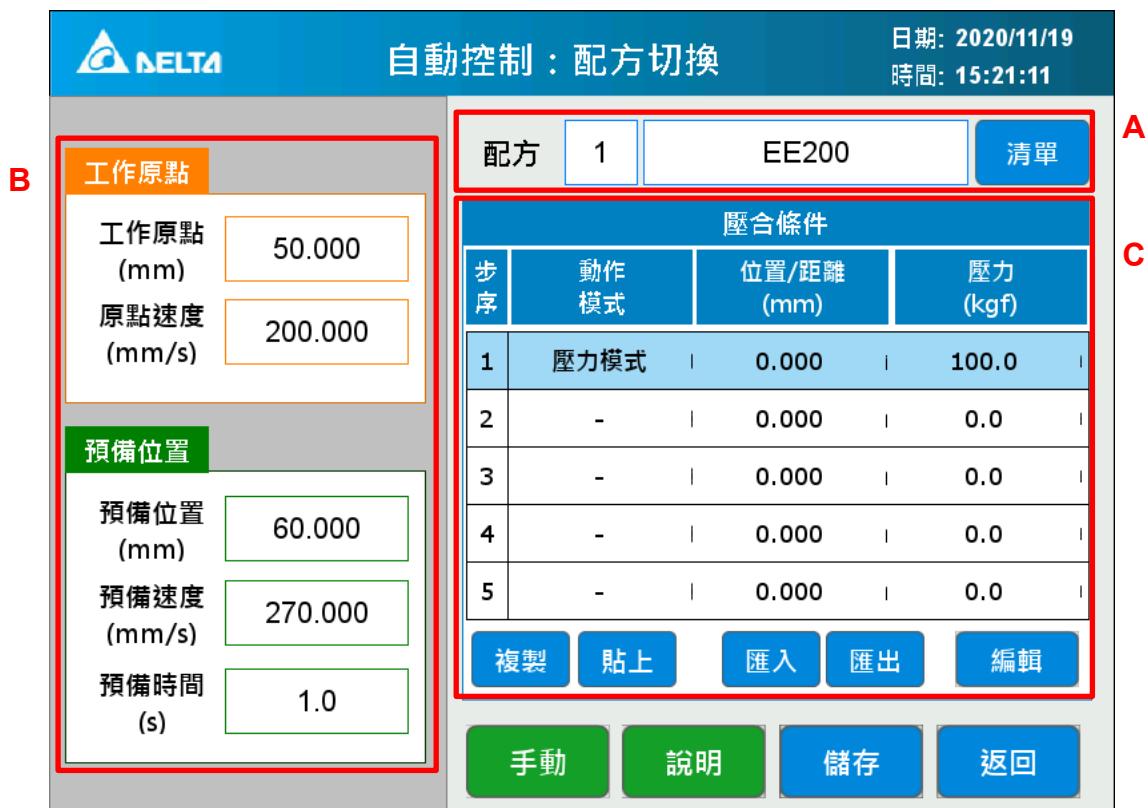 DELTA
自動控制：配方切換
日期: 2020/11/19
時間: 15:21:11
A
配方 1 EE200 清單
B
工作原點
工作原點
(mm)
50.000
原點速度
(mm/s)
200.000
預備位置
預備位置
(mm)
60.000
預備速度
(mm/s)
270.000
預備時間
(s)
1.0
C
壓合條件
步序 動作模式 位置/距離 (mm) 壓力 (kgf)
1 壓力模式 0.000 100.0
2 - 0.000 0.0
3 - 0.000 0.0
4 - 0.000 0.0
5 - 0.000 0.0
複製 貼上 匯入 匯出 編輯
手動 說明 儲存 返回